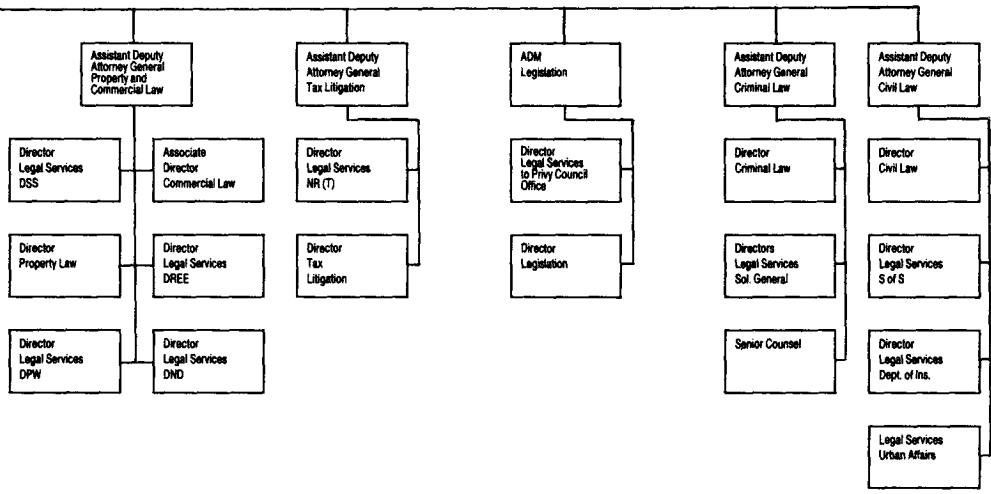 Assistant Deputy
Attorney General
Property and
Commercial Law
Assistant Deputy
Attorney General
Tax Litigation
ADM
Legislation
Assistant Deputy
Attorney General
Criminal Law
Assistant Deputy
Attorney General
Civil Law
Director
Legal Services
DSS
Associate
Director
Commercial Law
Director
Legal Services
NR (T)
Director
Legal Services
to Privy Council
Office
Director
Criminal Law
Director
Civil Law
Director
Property Law
Director
Legal Services
DREE
Director
Tax
Litigation
Director
Legislation
Directors
Legal Services
Sol. General
Director
Legal Services
S of S
Director
Legal Services
DPW
Director
Legal Services
DND
Senior Counsel
Director
Legal Services
Dept. of Ins.
Legal Services
Urban Affairs